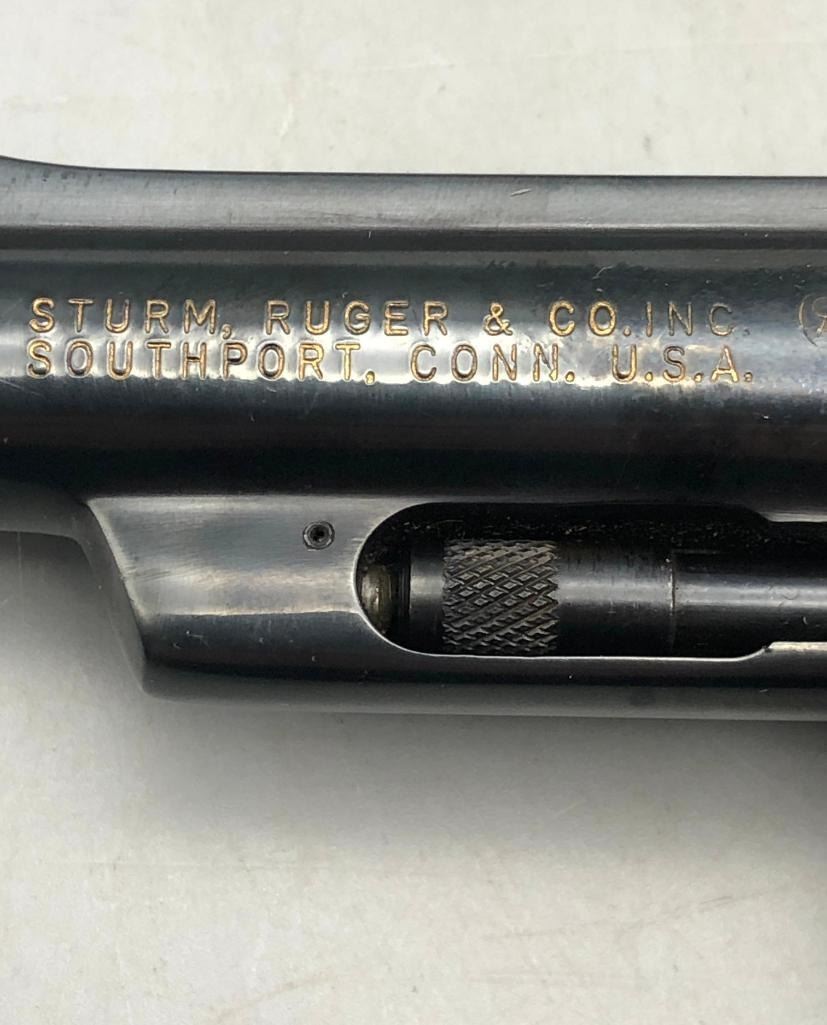 STURM, RUGER & CO. INC.
SOUTHPORT, CONN. U.S.A.